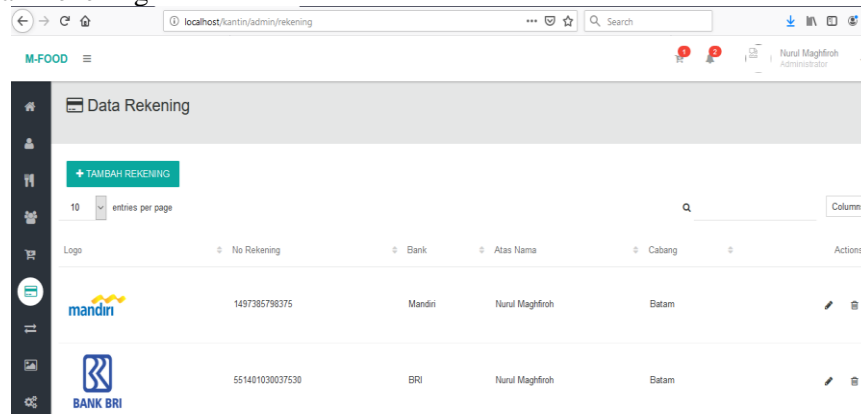 localhost/kantin/admin/rekening
Search
M-FOOD
1
2
Nurul Maghfiroh
Administrator
Data Rekening
+ TAMBAH REKENING
10 entries per page
Column
Logo No Rekening Bank Atas Nama Cabang Actions
mandiri 1497385798375 Mandiri Nurul Maghfiroh Batam
551401030037530 BRI Nurul Maghfiroh Batam
BANK BRI